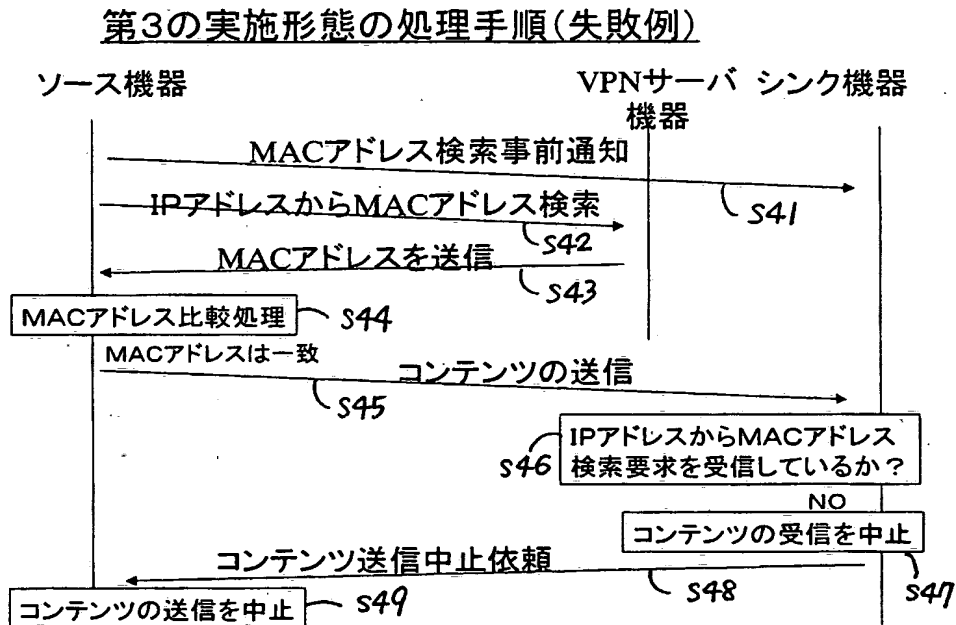 第3の実施形態の処理手順(失敗例)
ソース機器
VPNサーバ
機器
シンク機器
MACアドレス検索事前通知
S41
IPアドレスからMACアドレス検索
S42
MACアドレスを送信
S43
MACアドレス比較処理
S44
MACアドレスは一致
コンテンツの送信
S45
IPアドレスからMACアドレス
検索要求を受信しているか?
S46
NO
コンテンツの受信を中止
S47
コンテンツ送信中止依頼
S48
コンテンツの送信を中止
S49